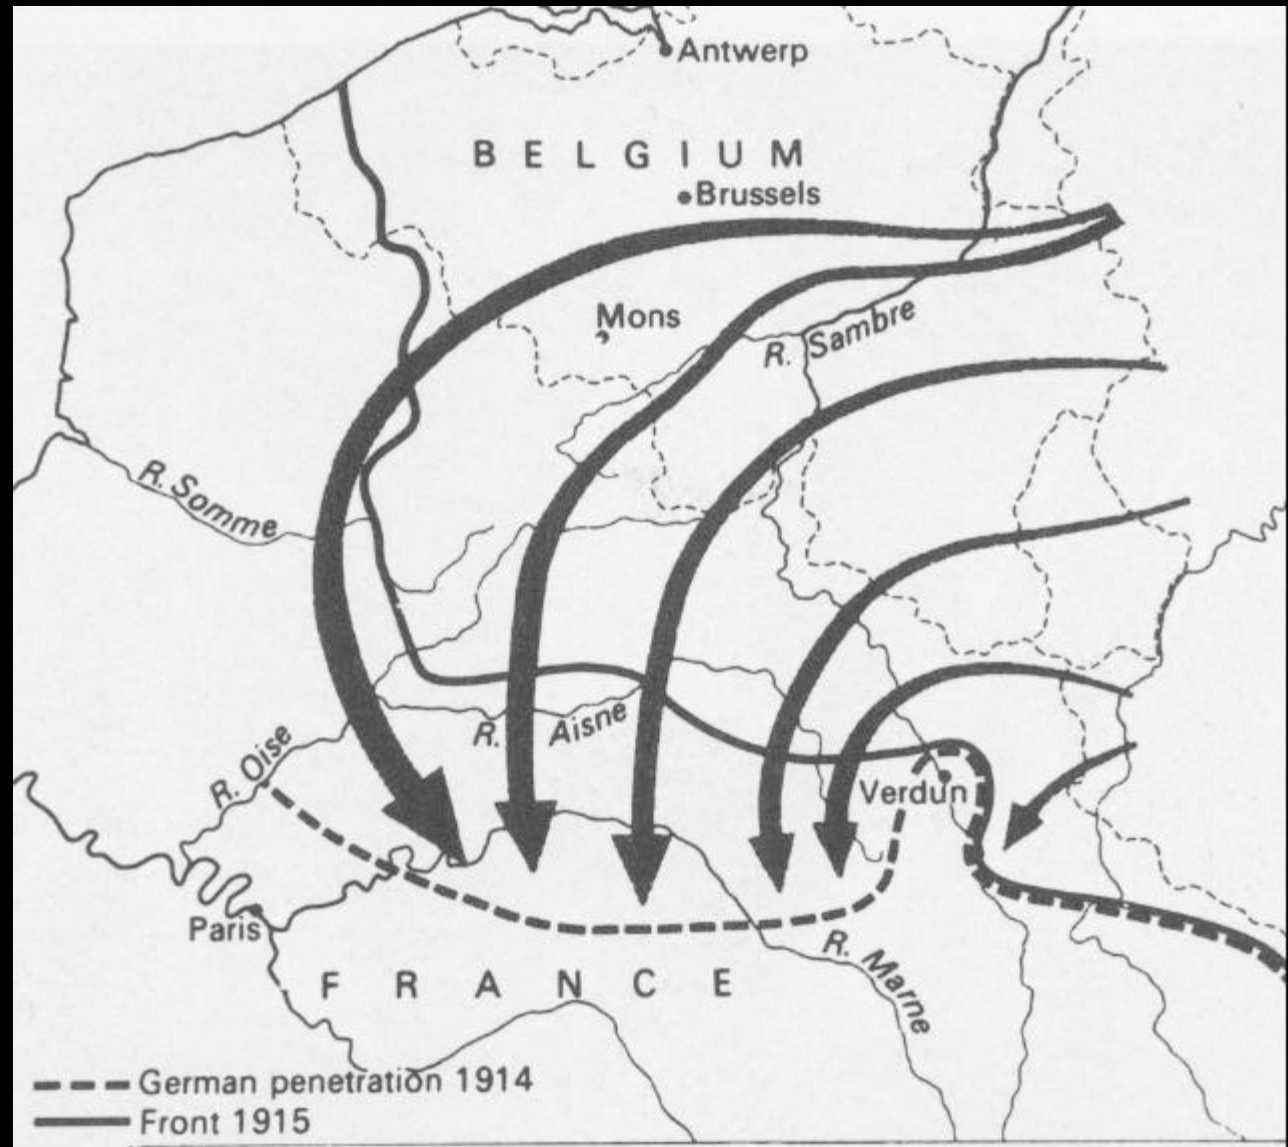 Antwerp
BELGIUM
Brussels
Mons
R. Sambre
R. Somme
R. Aisne
R. Oise
Verdun
Paris
R. Marne
FRANCE
German penetration 1914
Front 1915